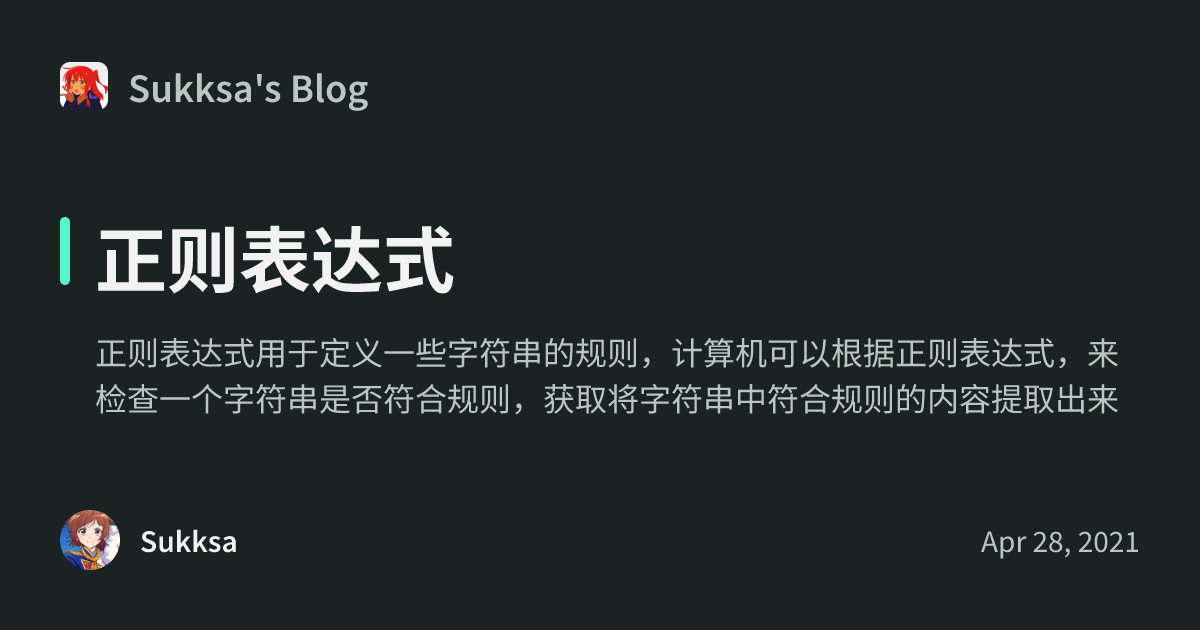 Sukksa's Blog
正则表达式
正则表达式用于定义一些字符串的规则，计算机可以根据正则表达式，来
检查一个字符串是否符合规则，获取将字符串中符合规则的内容提取出来
Sukksa
Apr 28, 2021